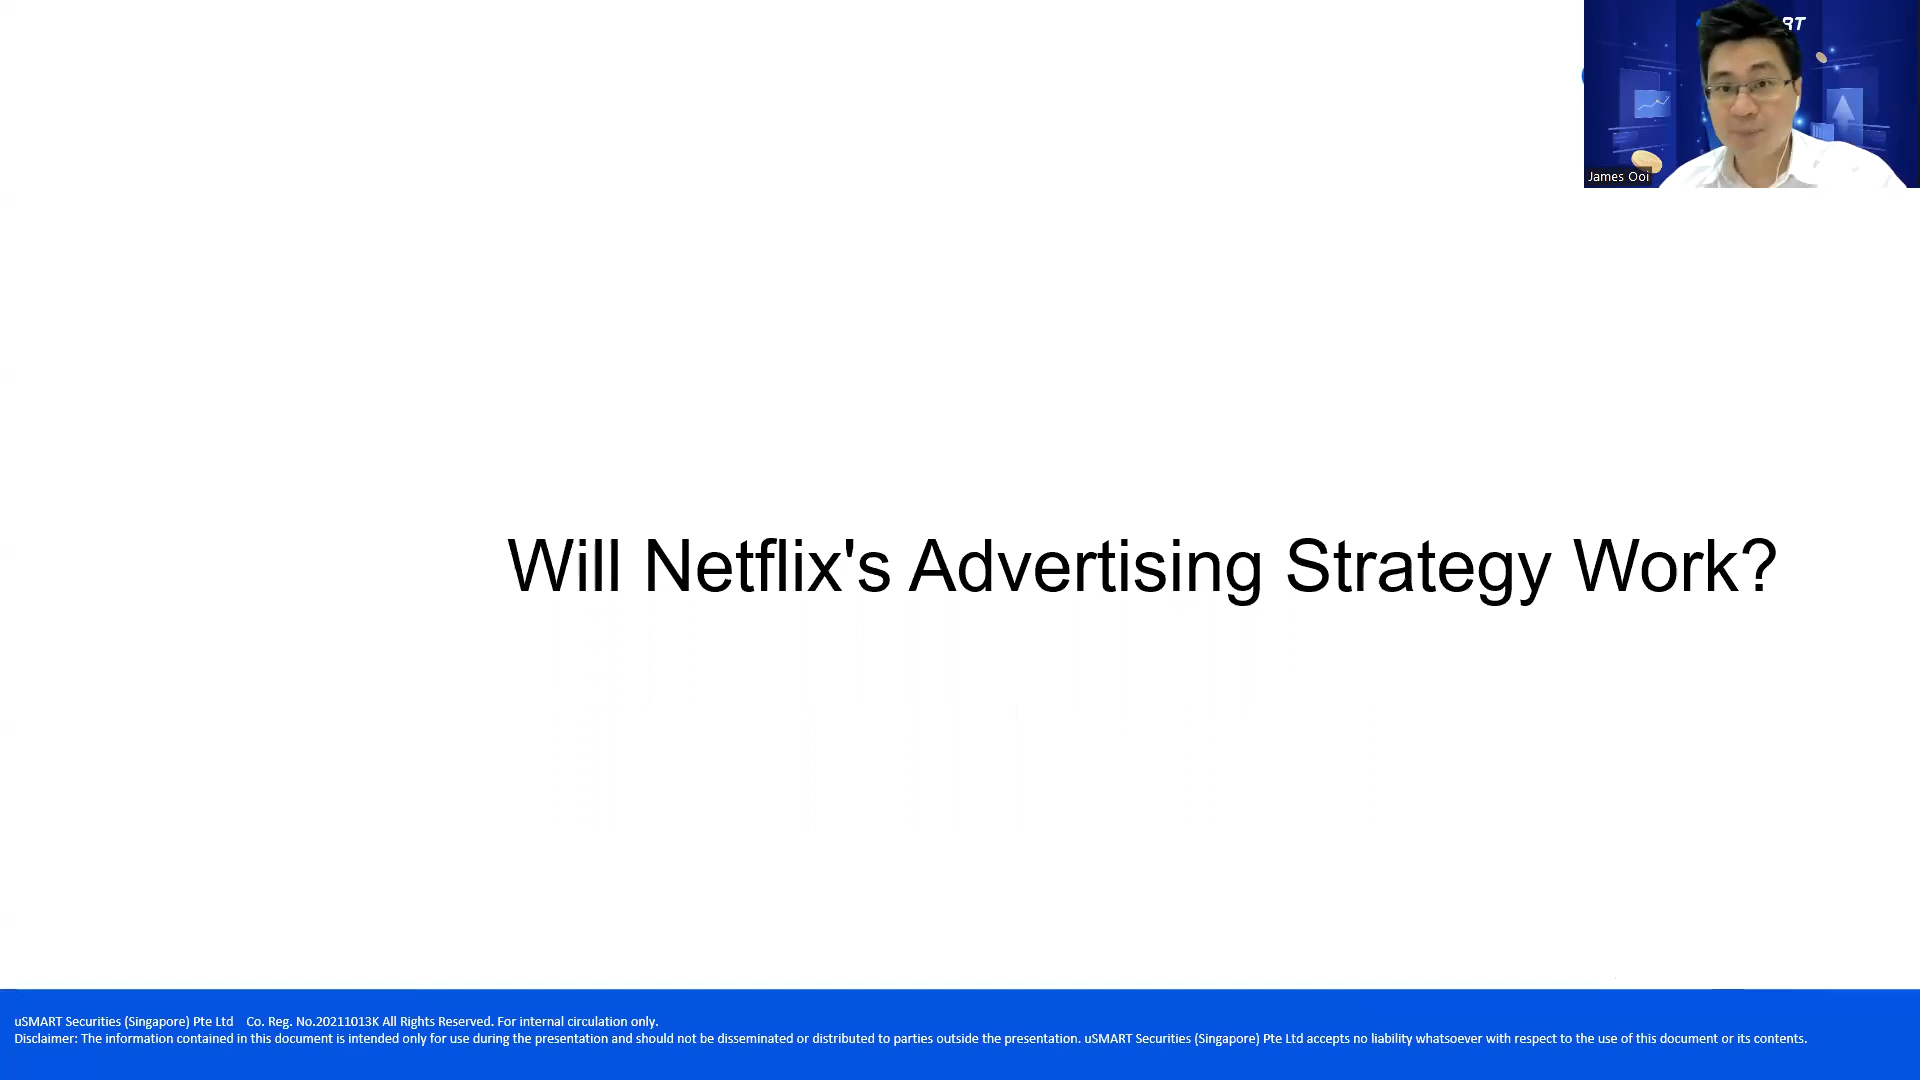 James Ooi
Will Netflix's Advertising Strategy Work?
uSMART Securities (Singapore) Pte Ltd    Co. Reg. No.20211013K All Rights Reserved. For internal circulation only.
Disclaimer: The information contained in this document is intended only for use during the presentation and should not be disseminated or distributed to parties outside the presentation. uSMART Securities (Singapore) Pte Ltd accepts no liability whatsoever with respect to the use of this document or its contents.